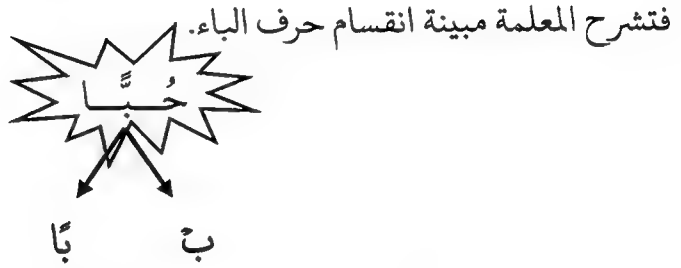 فتشرح المعلمة مبينة انقسام حرف الباء.
حُبًّا
بْ بًا